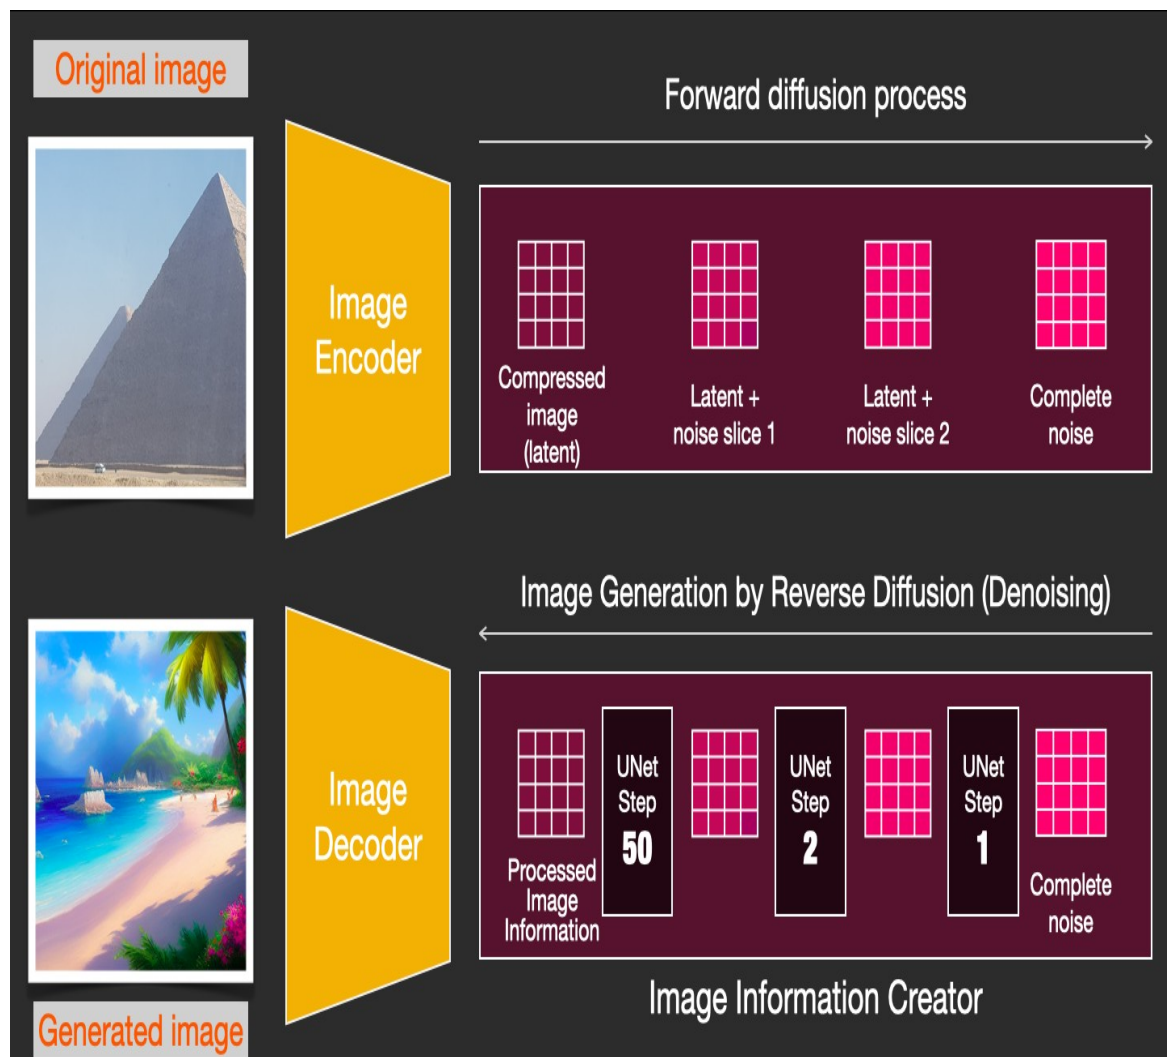 Original image
Forward diffusion process
Image
Encoder
Compressed
image
(latent)
Latent +
noise slice 1
Latent +
noise slice 2
Complete
noise
Image Generation by Reverse Diffusion (Denoising)
Image
Decoder
Processed
Image
Information
UNet
Step
50
UNet
Step
2
UNet
Step
1
Complete
noise
Image Information Creator
Generated image